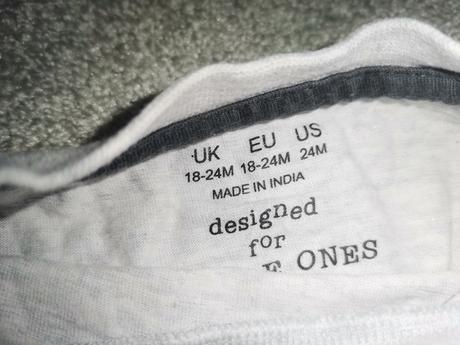 UK EU US
18-24M 18-24M 24M
MADE IN INDIA
designed
for
E ONES